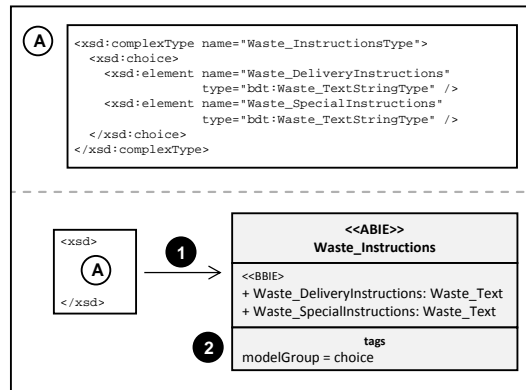 A
<xsd:complexType name="Waste_InstructionsType">
<xsd:choice>
<xsd:element name="Waste_DeliveryInstructions"
type="bdt:Waste_TextStringType" />
<xsd:element name="Waste_SpecialInstructions"
type="bdt:Waste_TextStringType" />
</xsd:choice>
</xsd:complexType>
<xsd>
A
</xsd>
1
<<ABIE>>
Waste_Instructions
<<BBIE>
+ Waste_DeliveryInstructions: Waste_Text
+ Waste_SpecialInstructions: Waste_Text
2
tags
modelGroup = choice